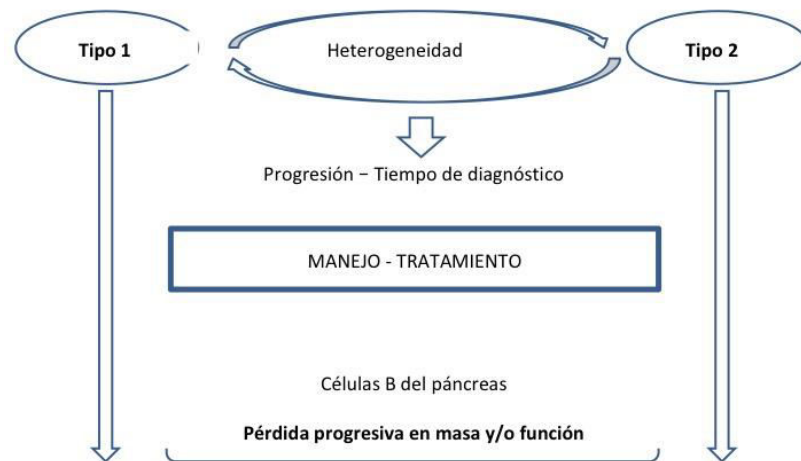 Tipo 1
Heterogeneidad
Tipo 2
Progresión – Tiempo de diagnóstico
MANEJO - TRATAMIENTO
Células B del páncreas
Pérdida progresiva en masa y/o función